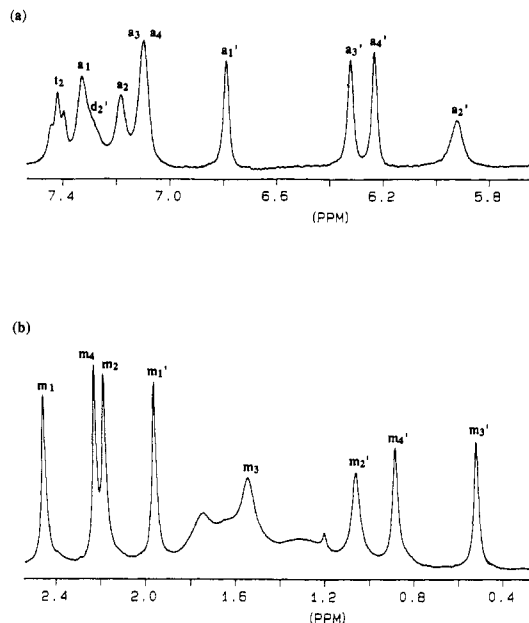 (a)
t₂ a₁ d₂' a₂ a₃ a₄ a₁' a₃' a₄' a₂'
7.4 7.0 6.6 6.2 5.8
(PPM)
(b)
m₁ m₄ m₂ m₁' m₃ m₂' m₄' m₃'
2.4 2.0 1.6 1.2 0.8 0.4
(PPM)